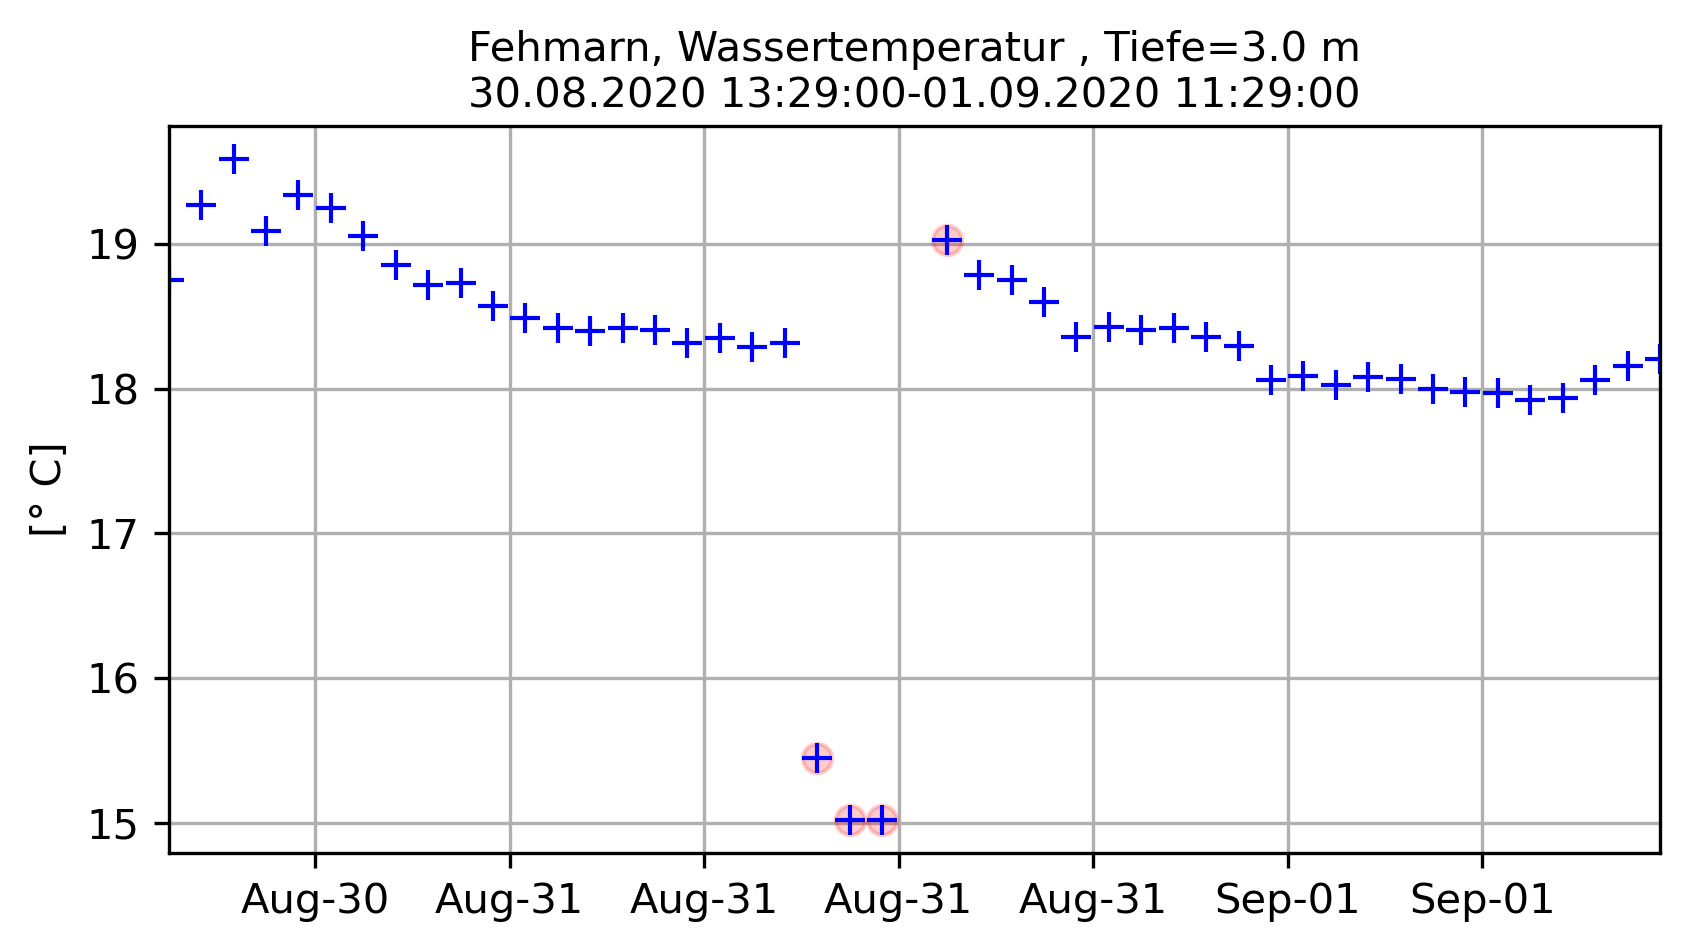 Fehmarn, Wassertemperatur , Tiefe=3.0 m
30.08.2020 13:29:00-01.09.2020 11:29:00
[° C]
19
18
17
16
15
Aug-30 Aug-31 Aug-31 Aug-31 Aug-31 Sep-01 Sep-01